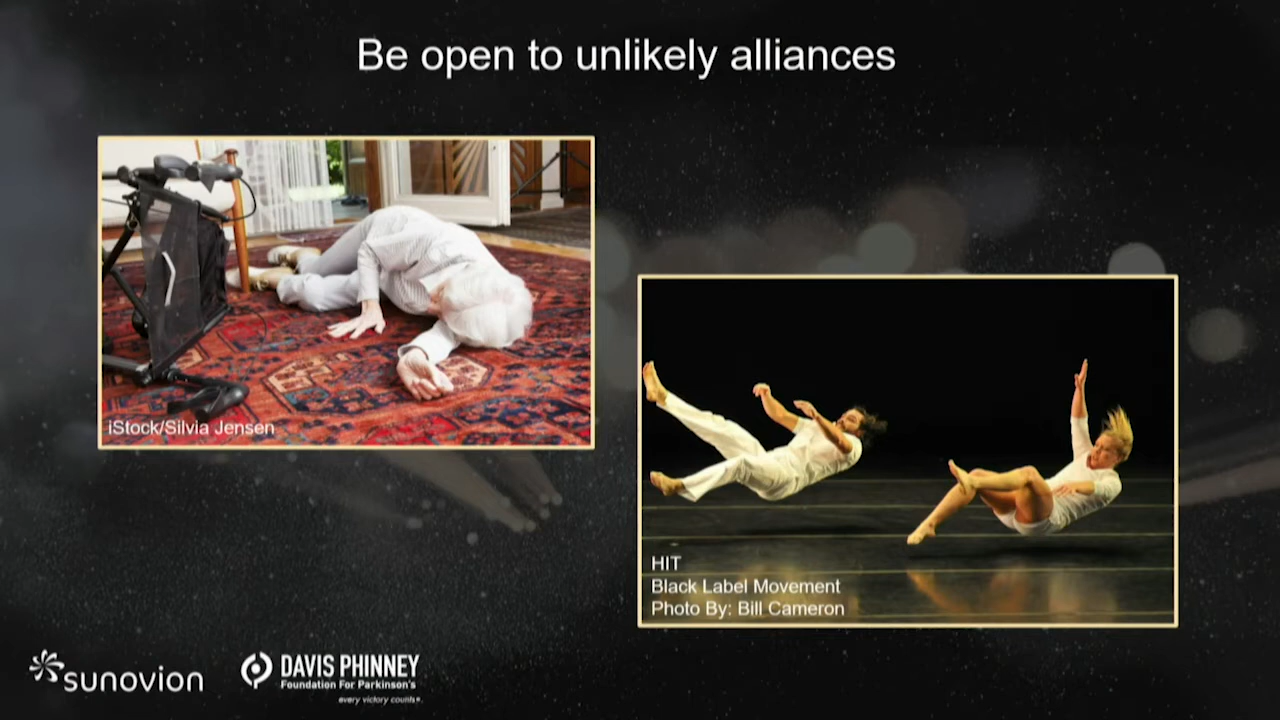 Be open to unlikely alliances
iStock/Silvia Jensen
HIT
Black Label Movement
Photo By: Bill Cameron
sunovion
DAVIS PHINNEY
Foundation For Parkinson's
every victory counts®.